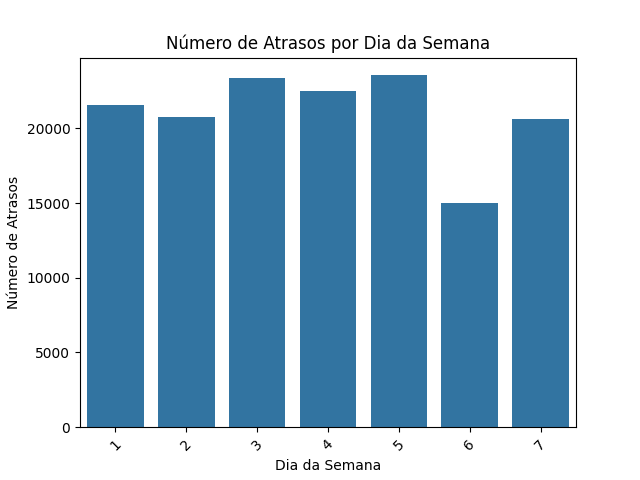 Número de Atrasos por Dia da Semana
Número de Atrasos
20000
15000
10000
5000
0
1 2 3 4 5 6 7
Dia da Semana